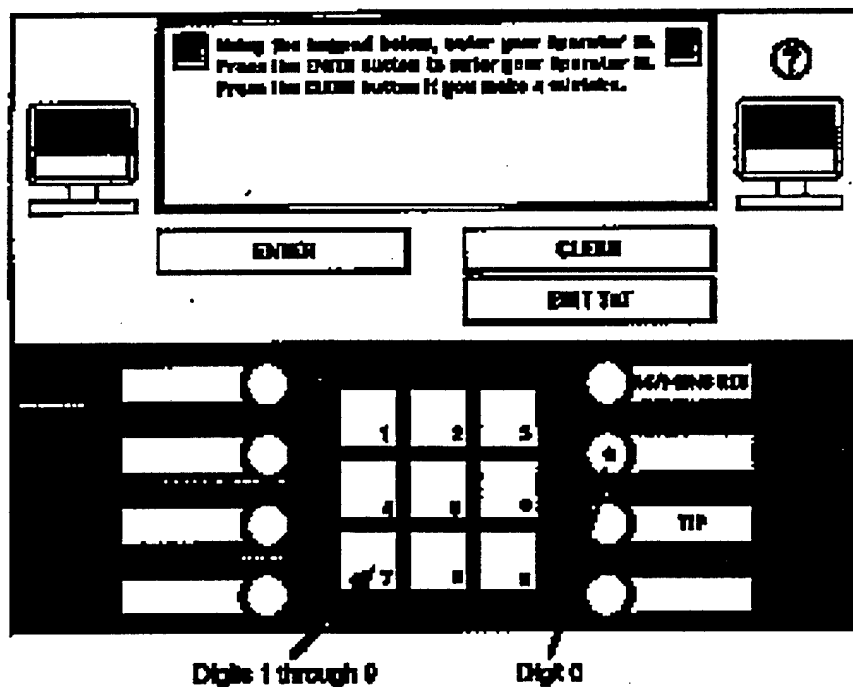 Using the keypad below, enter your Operator ID.
Press the ENTER button to enter your Operator ID.
Press the CLEAR button if you make a mistake.
?
ENTER
CLEAR
EXIT
1 2 3
4
7
TIP
Digits 1 through 9
Digit 0